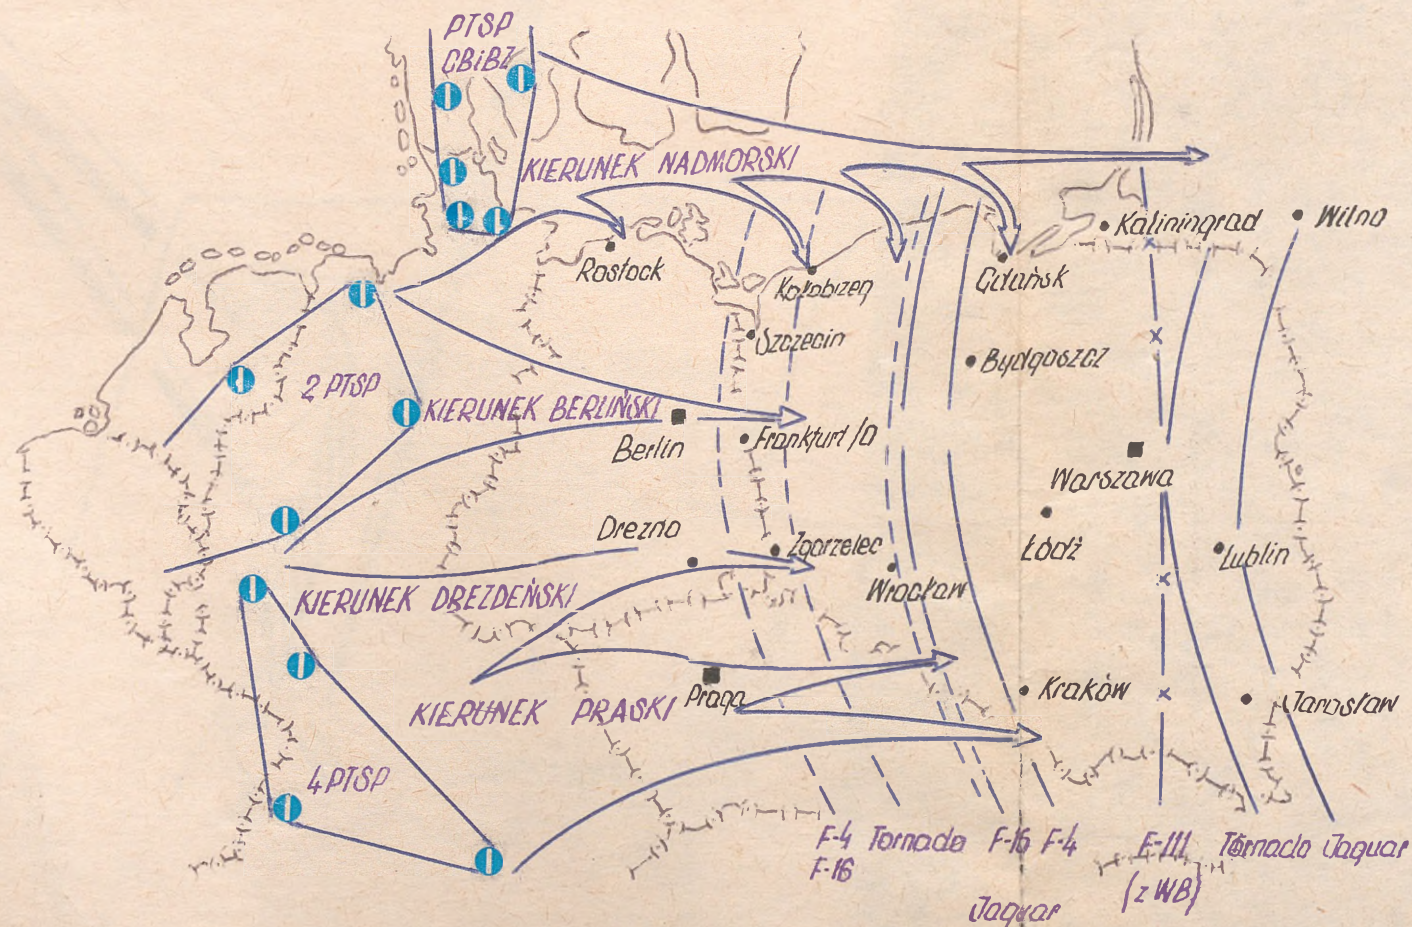 PTSP
CBiBZ
KIERUNEK NADMORSKI
Kaliningrad
Wilno
Rostock
Kołobrzeg
Gdańsk
Szczecin
Bydgoszcz
2 PTSP
KIERUNEK BERLIŃSKI
Berlin
Frankfurt /O
Warszawa
Drezno
Zgorzelec
Łódź
Lublin
KIERUNEK DREZDEŃSKI
Wrocław
KIERUNEK PRASKI
Praga
Kraków
Jarosław
4 PTSP
F-4 Tornado F-16 F-4 F-111 Tornado Jaguar
F-16
(z WB)
Jaguar